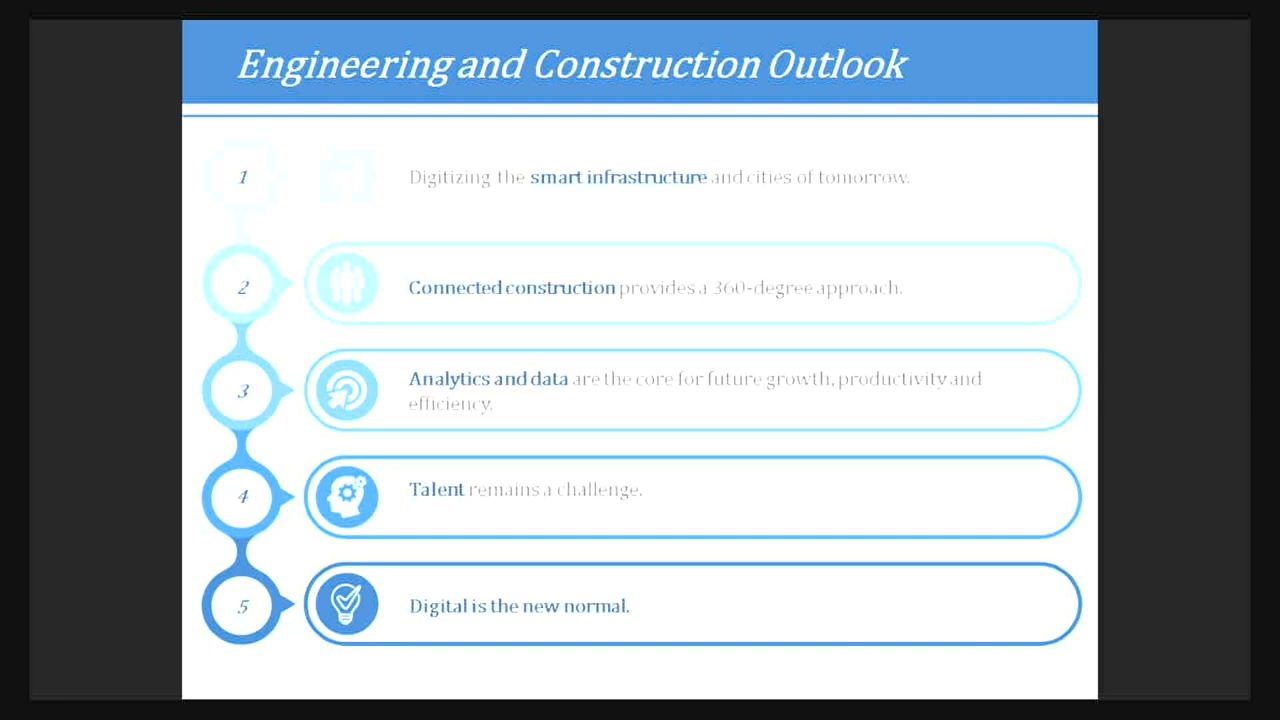 Engineering and Construction Outlook
1
Digitizing the smart infrastructure and cities of tomorrow.
2
Connected construction provides a 360-degree approach.
3
Analytics and data are the core for future growth, productivity and
efficiency.
4
Talent remains a challenge.
5
Digital is the new normal.